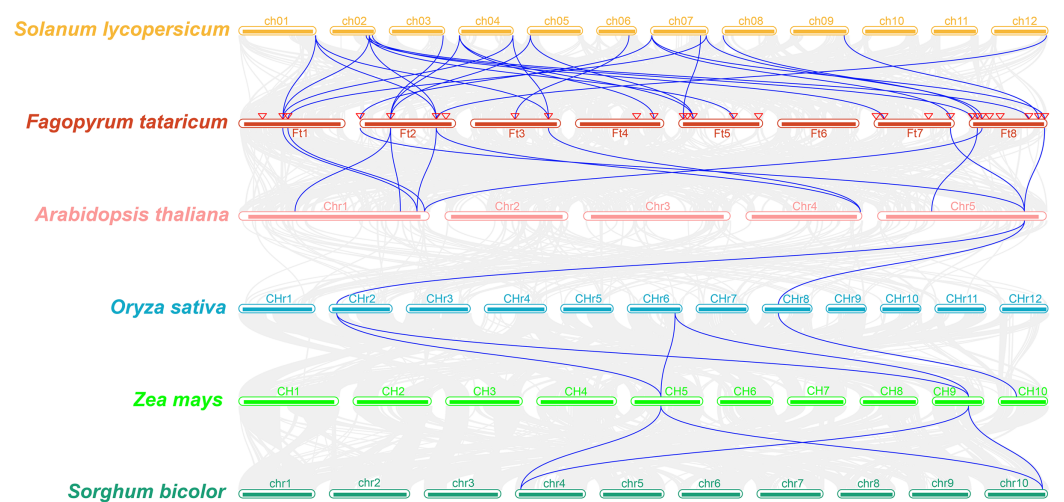 ch01 ch02 ch03 ch04 ch05 ch06 ch07 ch08 ch09 ch10 ch11 ch12
Solanum lycopersicum
Fagopyrum tataricum
Ft1 Ft2 Ft3 Ft4 Ft5 Ft6 Ft7 Ft8
Chr1 Chr2 Chr3 Chr4 Chr5
Arabidopsis thaliana
CHr1 CHr2 CHr3 CHr4 CHr5 CHr6 CHr7 CHr8 CHr9 CHr10 CHr11 CHr12
Oryza sativa
CH1 CH2 CH3 CH4 CH5 CH6 CH7 CH8 CH9 CH10
Zea mays
chr1 chr2 chr3 chr4 chr5 chr6 chr7 chr8 chr9 chr10
Sorghum bicolor